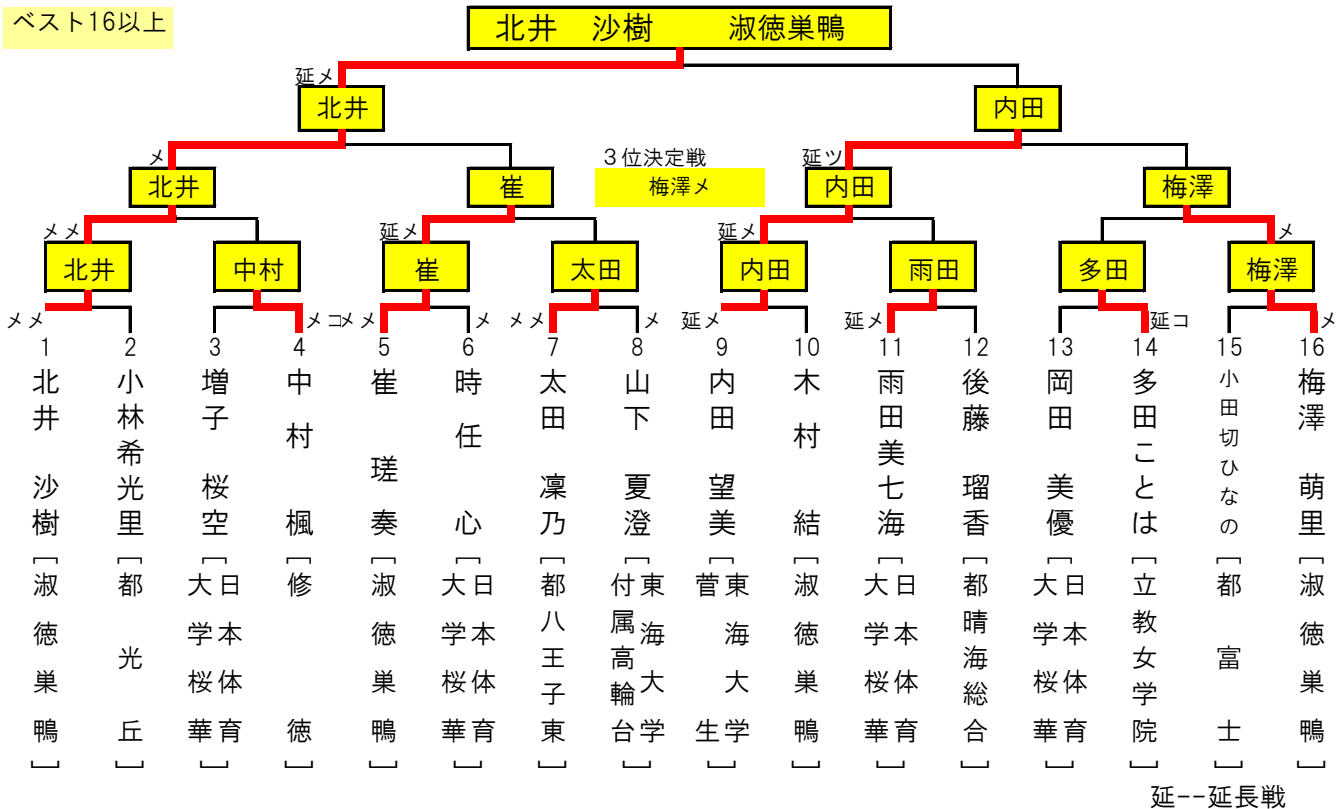 ベスト16以上
北井 沙樹 淑徳巣鴨
延メ
北井 内田
メ 3位決定戦 延ツ
北井 崔 梅澤メ 内田 梅澤
メメ 延メ 延メ メ
北井 中村 崔 太田 内田 雨田 多田 梅澤
メメ メコ メメ メ メメ メ 延メ 延メ 延コ メ
1 2 3 4 5 6 7 8 9 10 11 12 13 14 15 16
北井 沙樹 [淑徳巣鴨]
小林希光里 [都光丘]
増子 桜空 [日本体育大学桜華]
中村 楓 [修徳]
崔 瑳奏 [淑徳巣鴨]
時任 心 [日本体育大学桜華]
太田 凜乃 [都八王子東]
山下 夏澄 [東海大学付属高輪台]
内田 望美 [東海大学菅生]
木村 結 [淑徳巣鴨]
雨田美七海 [日本体育大学桜華]
後藤 瑠香 [都晴海総合]
岡田 美優 [日本体育大学桜華]
多田ことは [立教女学院]
小田切ひなの [都富士]
梅澤 萌里 [淑徳巣鴨]
延--延長戦